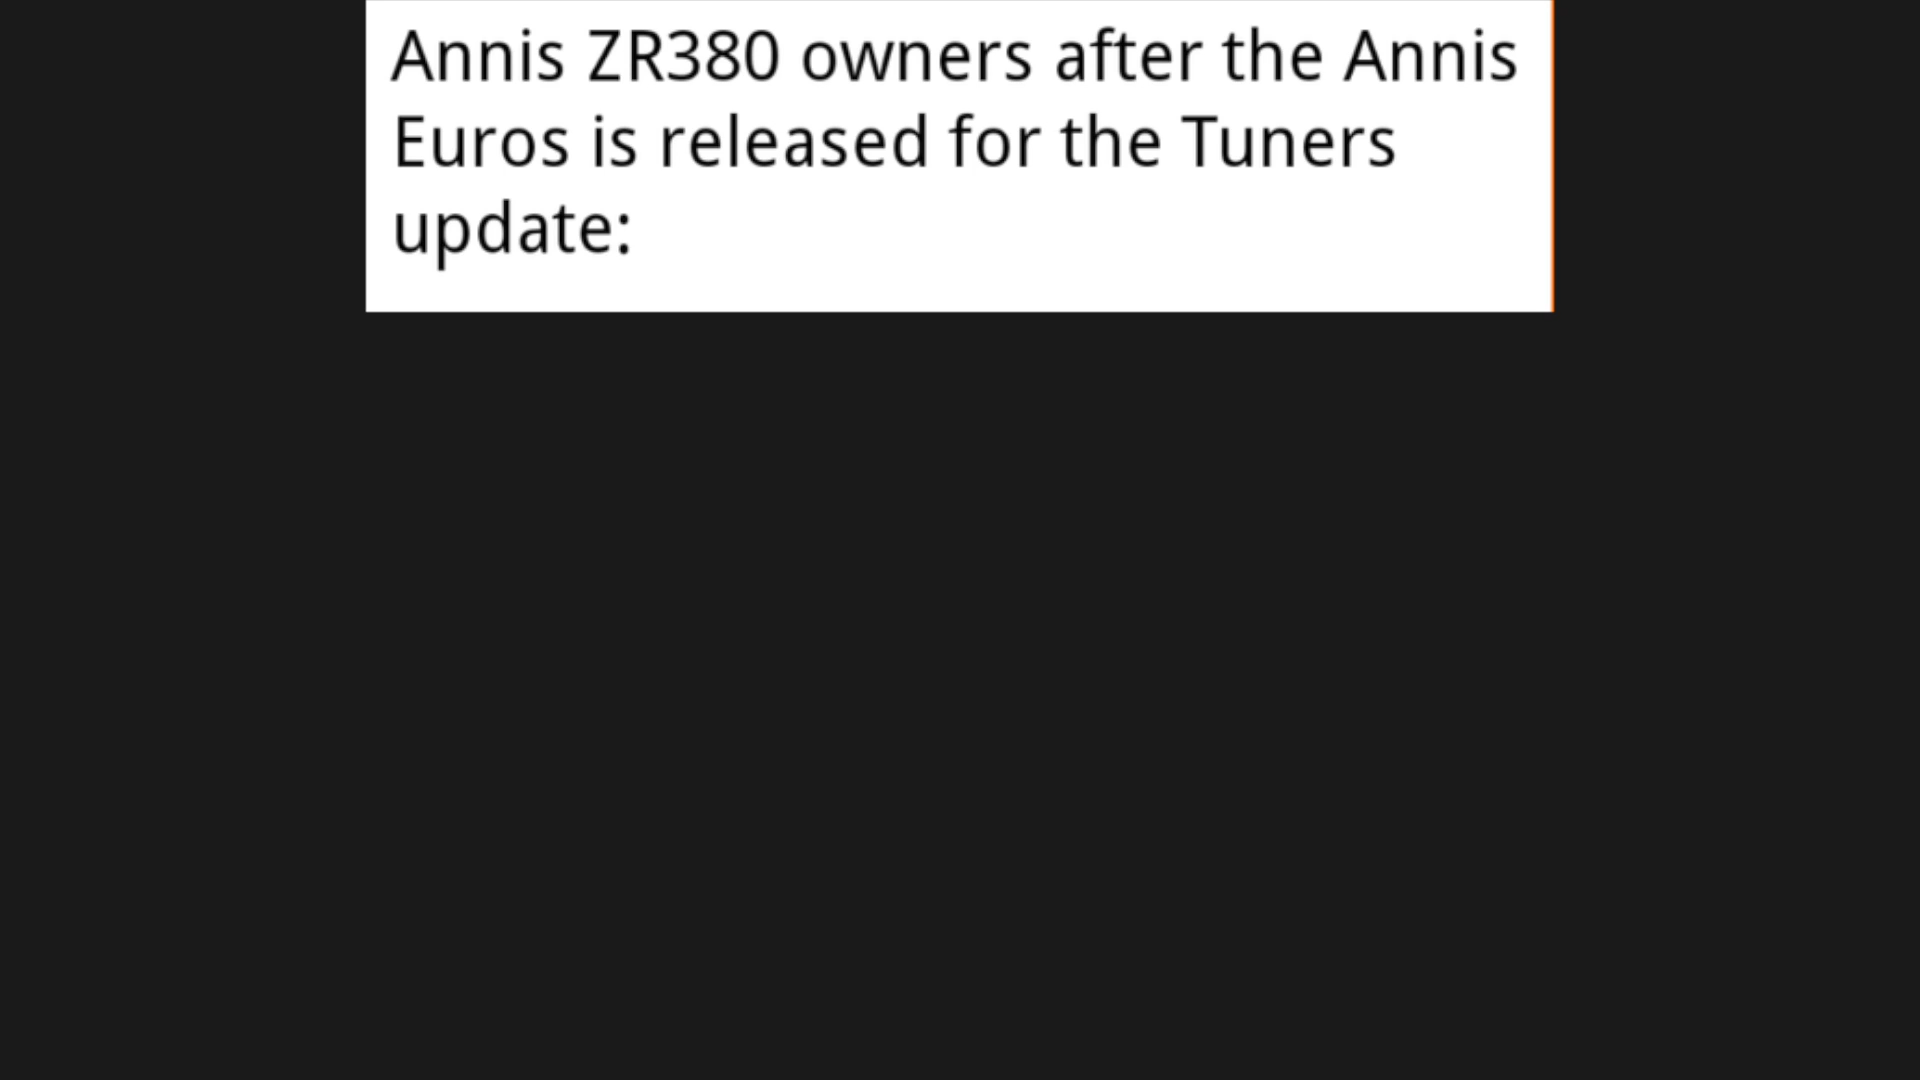 Annis ZR380 owners after the Annis
Euros is released for the Tuners
update: